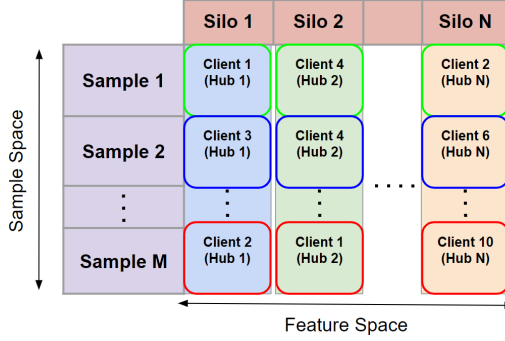 Silo 1 Silo 2 Silo N
Sample 1
Client 1
(Hub 1)
Client 4
(Hub 2)
Client 2
(Hub N)
Sample 2
Client 3
(Hub 1)
Client 4
(Hub 2)
Client 6
(Hub N)
Sample M
Client 2
(Hub 1)
Client 1
(Hub 2)
Client 10
(Hub N)
Sample Space
Feature Space